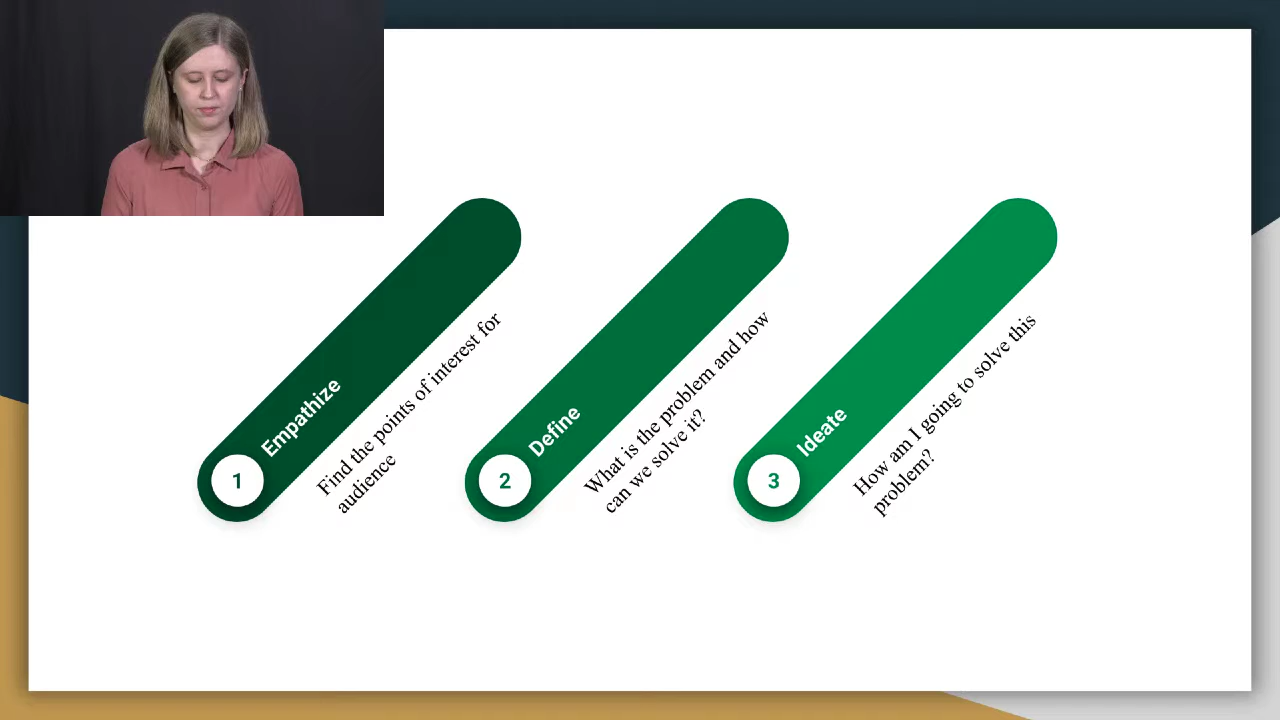 1
Empathize
Find the points of interest for
audience
2
Define
What is the problem and how
can we solve it?
3
Ideate
How am I going to solve this
problem?